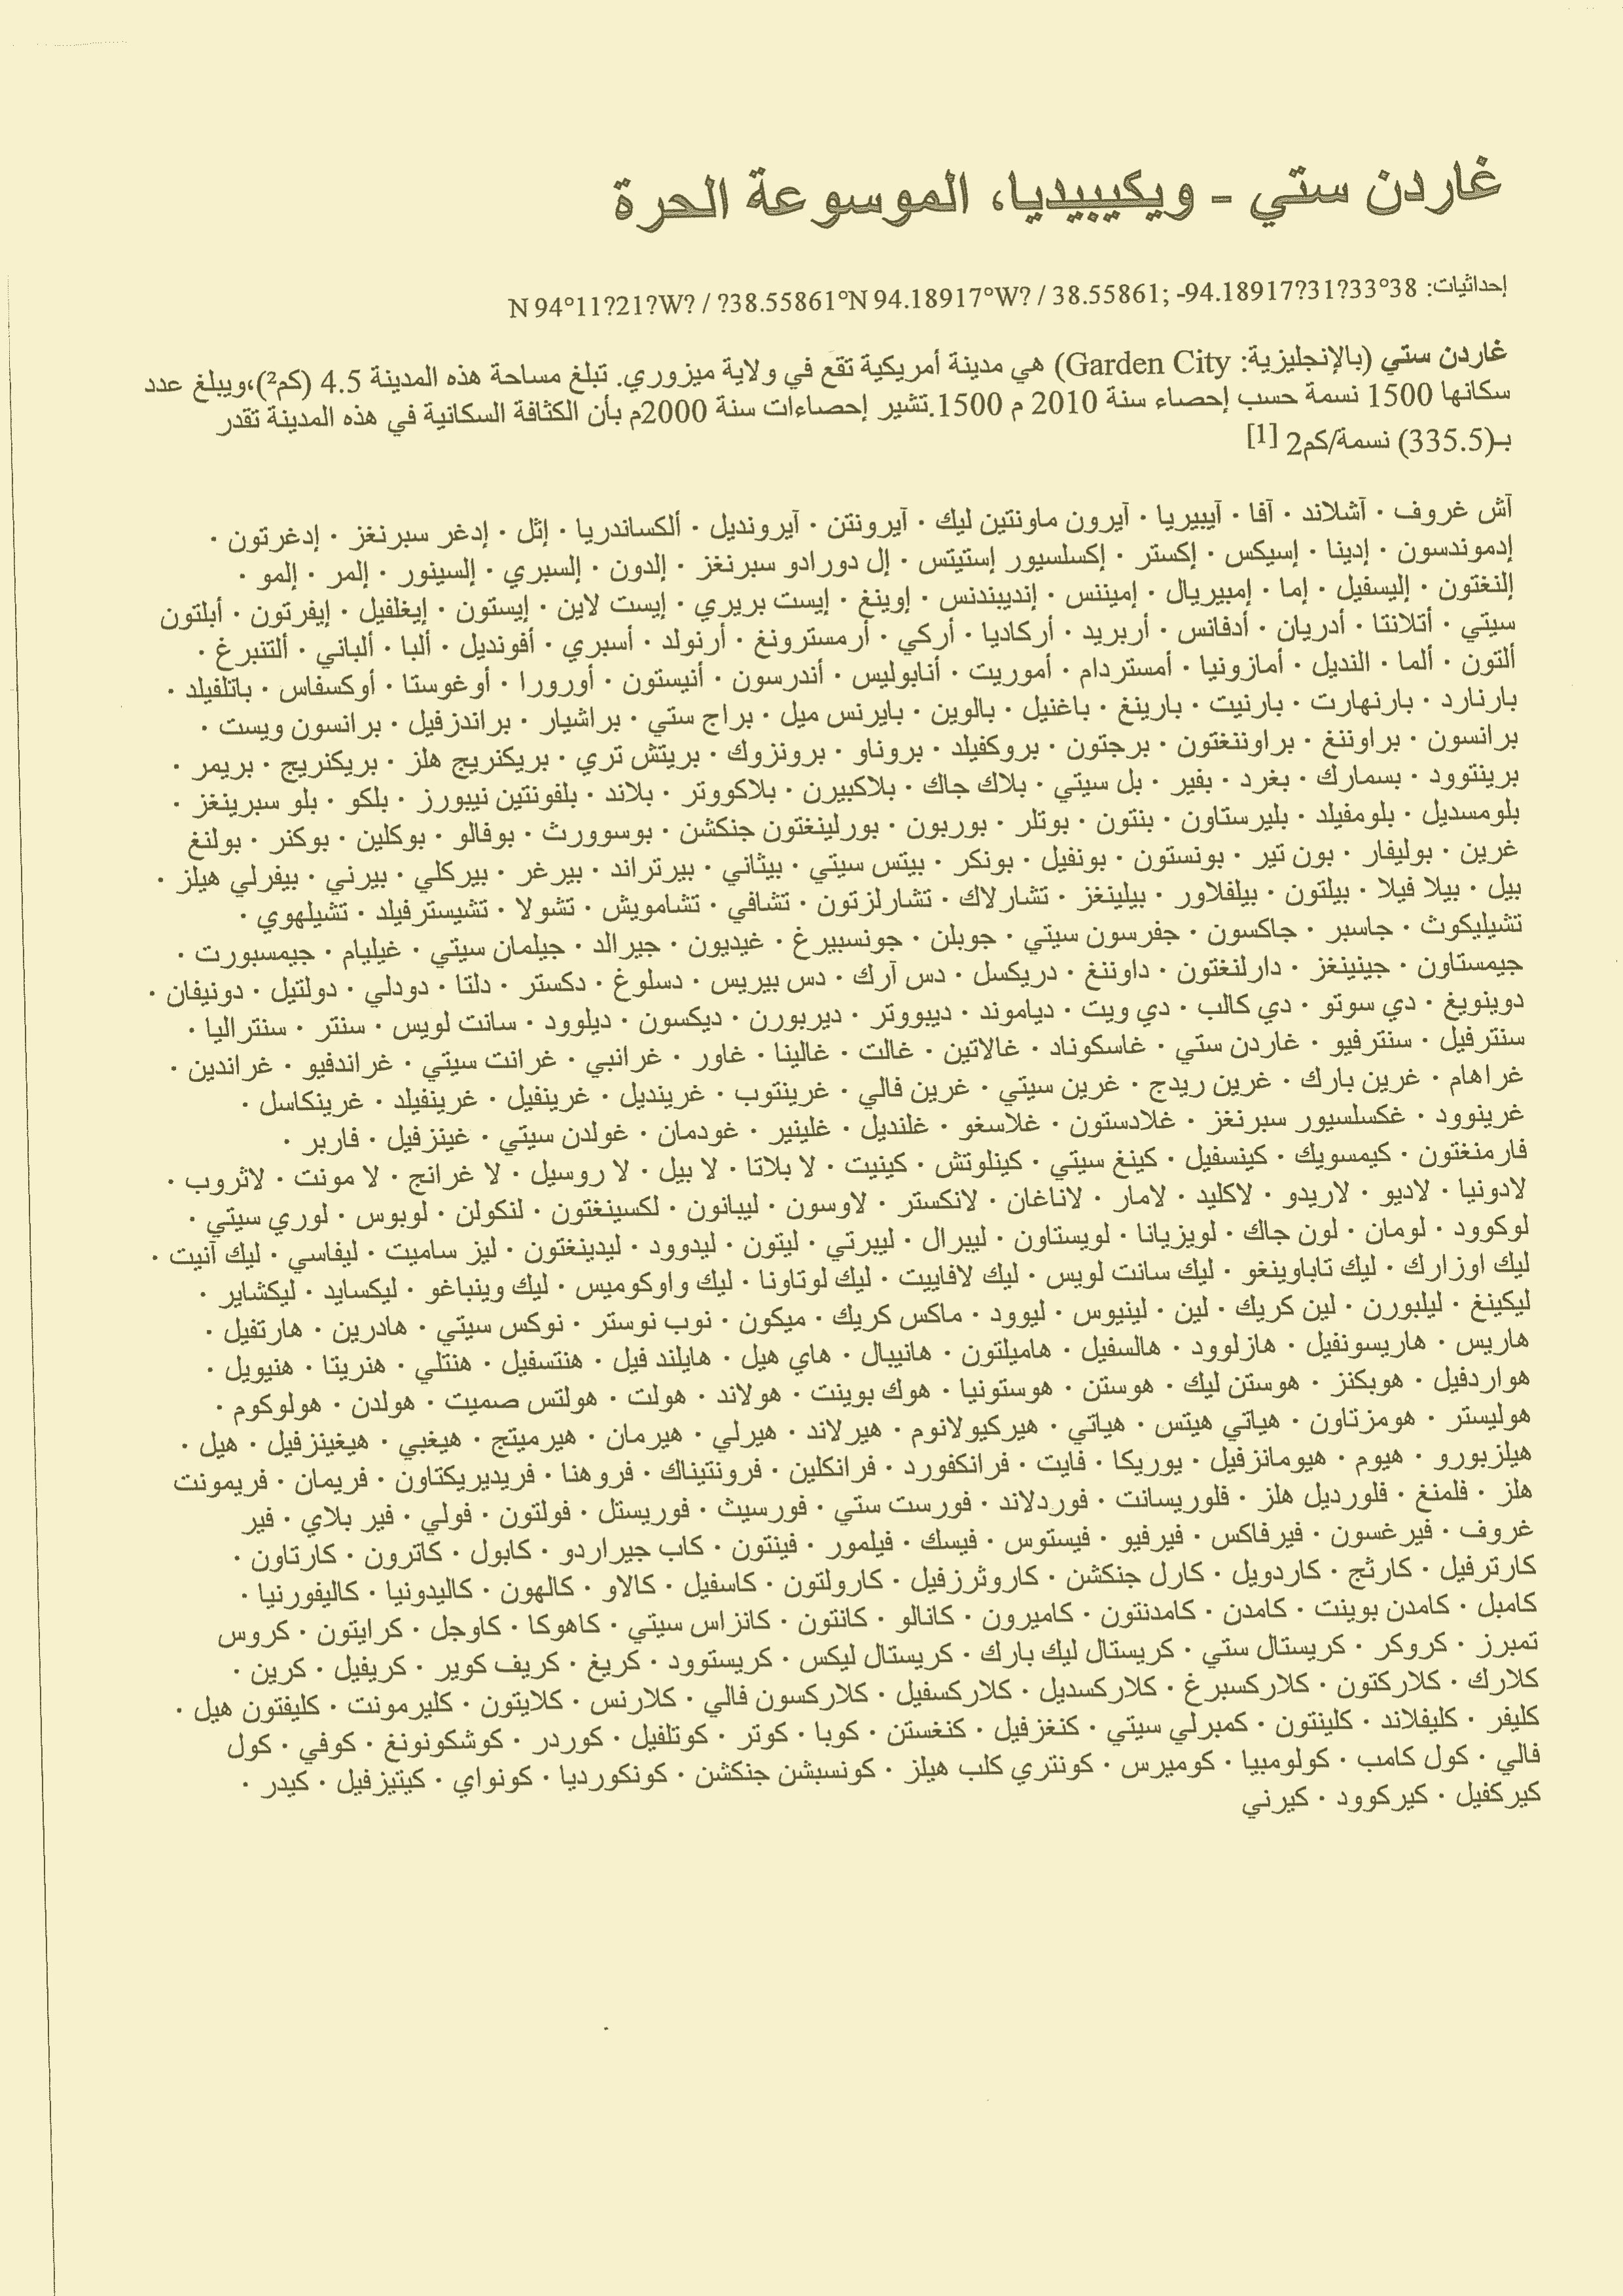 غاردن ستي - ويكيبيديا، الموسوعة الحرة
إحداثيات: 38°33?31?N 94°11?21?W? / ?38.55861°N 94.18917°W? / 38.55861; -94.18917
غاردن ستي (بالإنجليزية: Garden City) هي مدينة أمريكية تقع في ولاية ميزوري. تبلغ مساحة هذه المدينة 4.5 (كم²)،ويبلغ عدد
سكانها 1500 نسمة حسب إحصاء سنة 2010 م 1500.تشير إحصاءات سنة 2000م بأن الكثافة السكانية في هذه المدينة تقدر
بـ(335.5) نسمة/كم2 [1]
آش غروف · آشلاند · آفا · آيبيريا · آيرون ماونتين ليك · آيرونتن · آيرونديل · ألكساندريا · إثل · إدغر سبرنغز · إدغرتون ·
إدموندسون · إدينا · إسيكس · إكستر · إكسلسيور إستيتس · إل دورادو سبرنغز · إلدون · إلسبري · إلسينور · إلمر · إلمو ·
إلنغتون · إليسفيل · إما · إمبيريال · إميننس · إنديبندنس · إوينغ · إيست بريري · إيست لاين · إيستون · إيغلفيل · إيفرتون · أبلتون
سيتي · أتلانتا · أدريان · أدفانس · أربريد · أركاديا · أركي · أرمسترونغ · أرنولد · أسبري · أفونديل · ألبا · ألباني · ألتنبرغ ·
ألتون · ألما · النديل · أمازونيا · أمستردام · أموريت · أنابوليس · أندرسون · أنيستون · أورورا · أوغوستا · أوكسفاس · باتلفيلد ·
بارنارد · بارنهارت · بارنيت · بارينغ · باغنيل · بالوين · بايرنس ميل · براج ستي · براشيار · براندزفيل · برانسون ويست ·
برانسون · براوننغ · براوننغتون · برجتون · بروكفيلد · بروناو · برونزوك · بريتش تري · بريكنريج هلز · بريكنريج · بريمر ·
برينتوود · بسمارك · بغرد · بفير · بل سيتي · بلاك جاك · بلاكبيرن · بلاكووتر · بلاند · بلفونتين نيبورز · بلكو · بلو سبرينغز ·
بلومسديل · بلومفيلد · بليرستاون · بنتون · بوتلر · بوربون · بورلينغتون جنكشن · بوسوورث · بوفالو · بوكلين · بوكنر · بولنغ
غرين · بوليفار · بون تير · بونستون · بونفيل · بونكر · بيتس سيتي · بيثاني · بيرتراند · بيرغر · بيركلي · بيرني · بيفرلي هيلز ·
بيل · بيلا فيلا · بيلتون · بيلفلاور · بيلينغز · تشارلاك · تشارلزتون · تشافي · تشامويش · تشولا · تشيسترفيلد · تشيلهوي ·
تشيليكوث · جاسبر · جاكسون · جفرسون سيتي · جوبلن · جونسبيرغ · غيديون · جيرالد · جيلمان سيتي · غيليام · جيمسبورت ·
جيمستاون · جينينغز · دارلنغتون · داوننغ · دريكسل · دس آرك · دس بيريس · دسلوغ · دكستر · دلتا · دودلي · دولتيل · دونيفان ·
دوينويغ · دي سوتو · دي كالب · دي ويت · دياموند · ديبووتر · ديربورن · ديكسون · ديلوود · سانت لويس · سنتر · سنتراليا ·
سنترفيل · سنترفيو · غاردن ستي · غاسكوناد · غالاتين · غالت · غالينا · غاور · غرانبي · غرانت سيتي · غراندفيو · غراندين ·
غراهام · غرين بارك · غرين ريدج · غرين سيتي · غرين فالي · غرينتوب · غرينديل · غرينفيل · غرينفيلد · غرينكاسل ·
غرينوود · غكسلسيور سبرنغز · غلادستون · غلاسغو · غلنديل · غلينير · غودمان · غولدن سيتي · غينزفيل · فاربر ·
فارمنغتون · كيمسويك · كينسفيل · كينغ سيتي · كينلوتش · كينيت · لا بلاتا · لا بيل · لا روسيل · لا غرانج · لا مونت · لاثروب ·
لادونيا · لاديو · لاريدو · لاكليد · لامار · لاناغان · لانكستر · لاوسون · ليبانون · لكسينغتون · لنكولن · لوبوس · لوري سيتي ·
لوكوود · لومان · لون جاك · لويزيانا · لويستاون · ليبرال · ليبرتي · ليتون · ليدوود · ليدينغتون · ليز ساميت · ليفاسي · ليك آنيت ·
ليك اوزارك · ليك تاباوينغو · ليك سانت لويس · ليك لافاييت · ليك لوتاونا · ليك واوكوميس · ليك وينباغو · ليكسايد · ليكشاير ·
ليكينغ · ليلبورن · لين كريك · لين · لينيوس · ليوود · ماكس كريك · ميكون · نوب نوستر · نوكس سيتي · هادرين · هارتفيل ·
هاريس · هاريسونفيل · هازلوود · هالسفيل · هاميلتون · هانيبال · هاي هيل · هايلند فيل · هنتسفيل · هنتلي · هنريتا · هنيويل ·
هواردفيل · هوبكنز · هوستن ليك · هوستن · هوستونيا · هوك بوينت · هولاند · هولت · هولتس صميت · هولدن · هولوكوم ·
هوليستر · هومزتاون · هياتي هيتس · هياتي · هيركيولانوم · هيرلاند · هيرلي · هيرمان · هيرميتج · هيغبي · هيغينزفيل · هيل ·
هيلزبورو · هيوم · هيومانزفيل · يوريكا · فايت · فرانكفورد · فرانكلين · فرونتيناك · فروهنا · فريديريكتاون · فريمان · فريمونت
هلز · فلمنغ · فلورديل هلز · فلوريسانت · فوردلاند · فورست ستي · فورسيث · فوريستل · فولتون · فولي · فير بلاي · فير
غروف · فيرغسون · فيرفاكس · فيرفيو · فيستوس · فيسك · فيلمور · فينتون · كاب جيراردو · كابول · كاترون · كارتاون ·
كارترفيل · كارثج · كاردويل · كارل جنكشن · كاروثرزفيل · كارولتون · كاسفيل · كالاو · كالهون · كاليدونيا · كاليفورنيا ·
كامبل · كامدن بوينت · كامدن · كامدنتون · كاميرون · كانالو · كانتون · كانزاس سيتي · كاهوكا · كاوجل · كرايتون · كروس
تمبرز · كروكر · كريستال ستي · كريستال ليك بارك · كريستال ليكس · كريستوود · كريغ · كريف كوير · كريفيل · كرين ·
كلارك · كلاركتون · كلاركسبرغ · كلاركسديل · كلاركسفيل · كلاركسون فالي · كلارنس · كلايتون · كليرمونت · كليفتون هيل ·
كليفر · كليفلاند · كلينتون · كمبرلي سيتي · كنغزفيل · كنغستن · كوبا · كوتر · كوتلفيل · كوردر · كوشكونونغ · كوفي · كول
فالي · كول كامب · كولومبيا · كوميرس · كونتري كلب هيلز · كونسبشن جنكشن · كونكورديا · كونواي · كيتيزفيل · كيدر ·
كيركفيل · كيركوود · كيرني